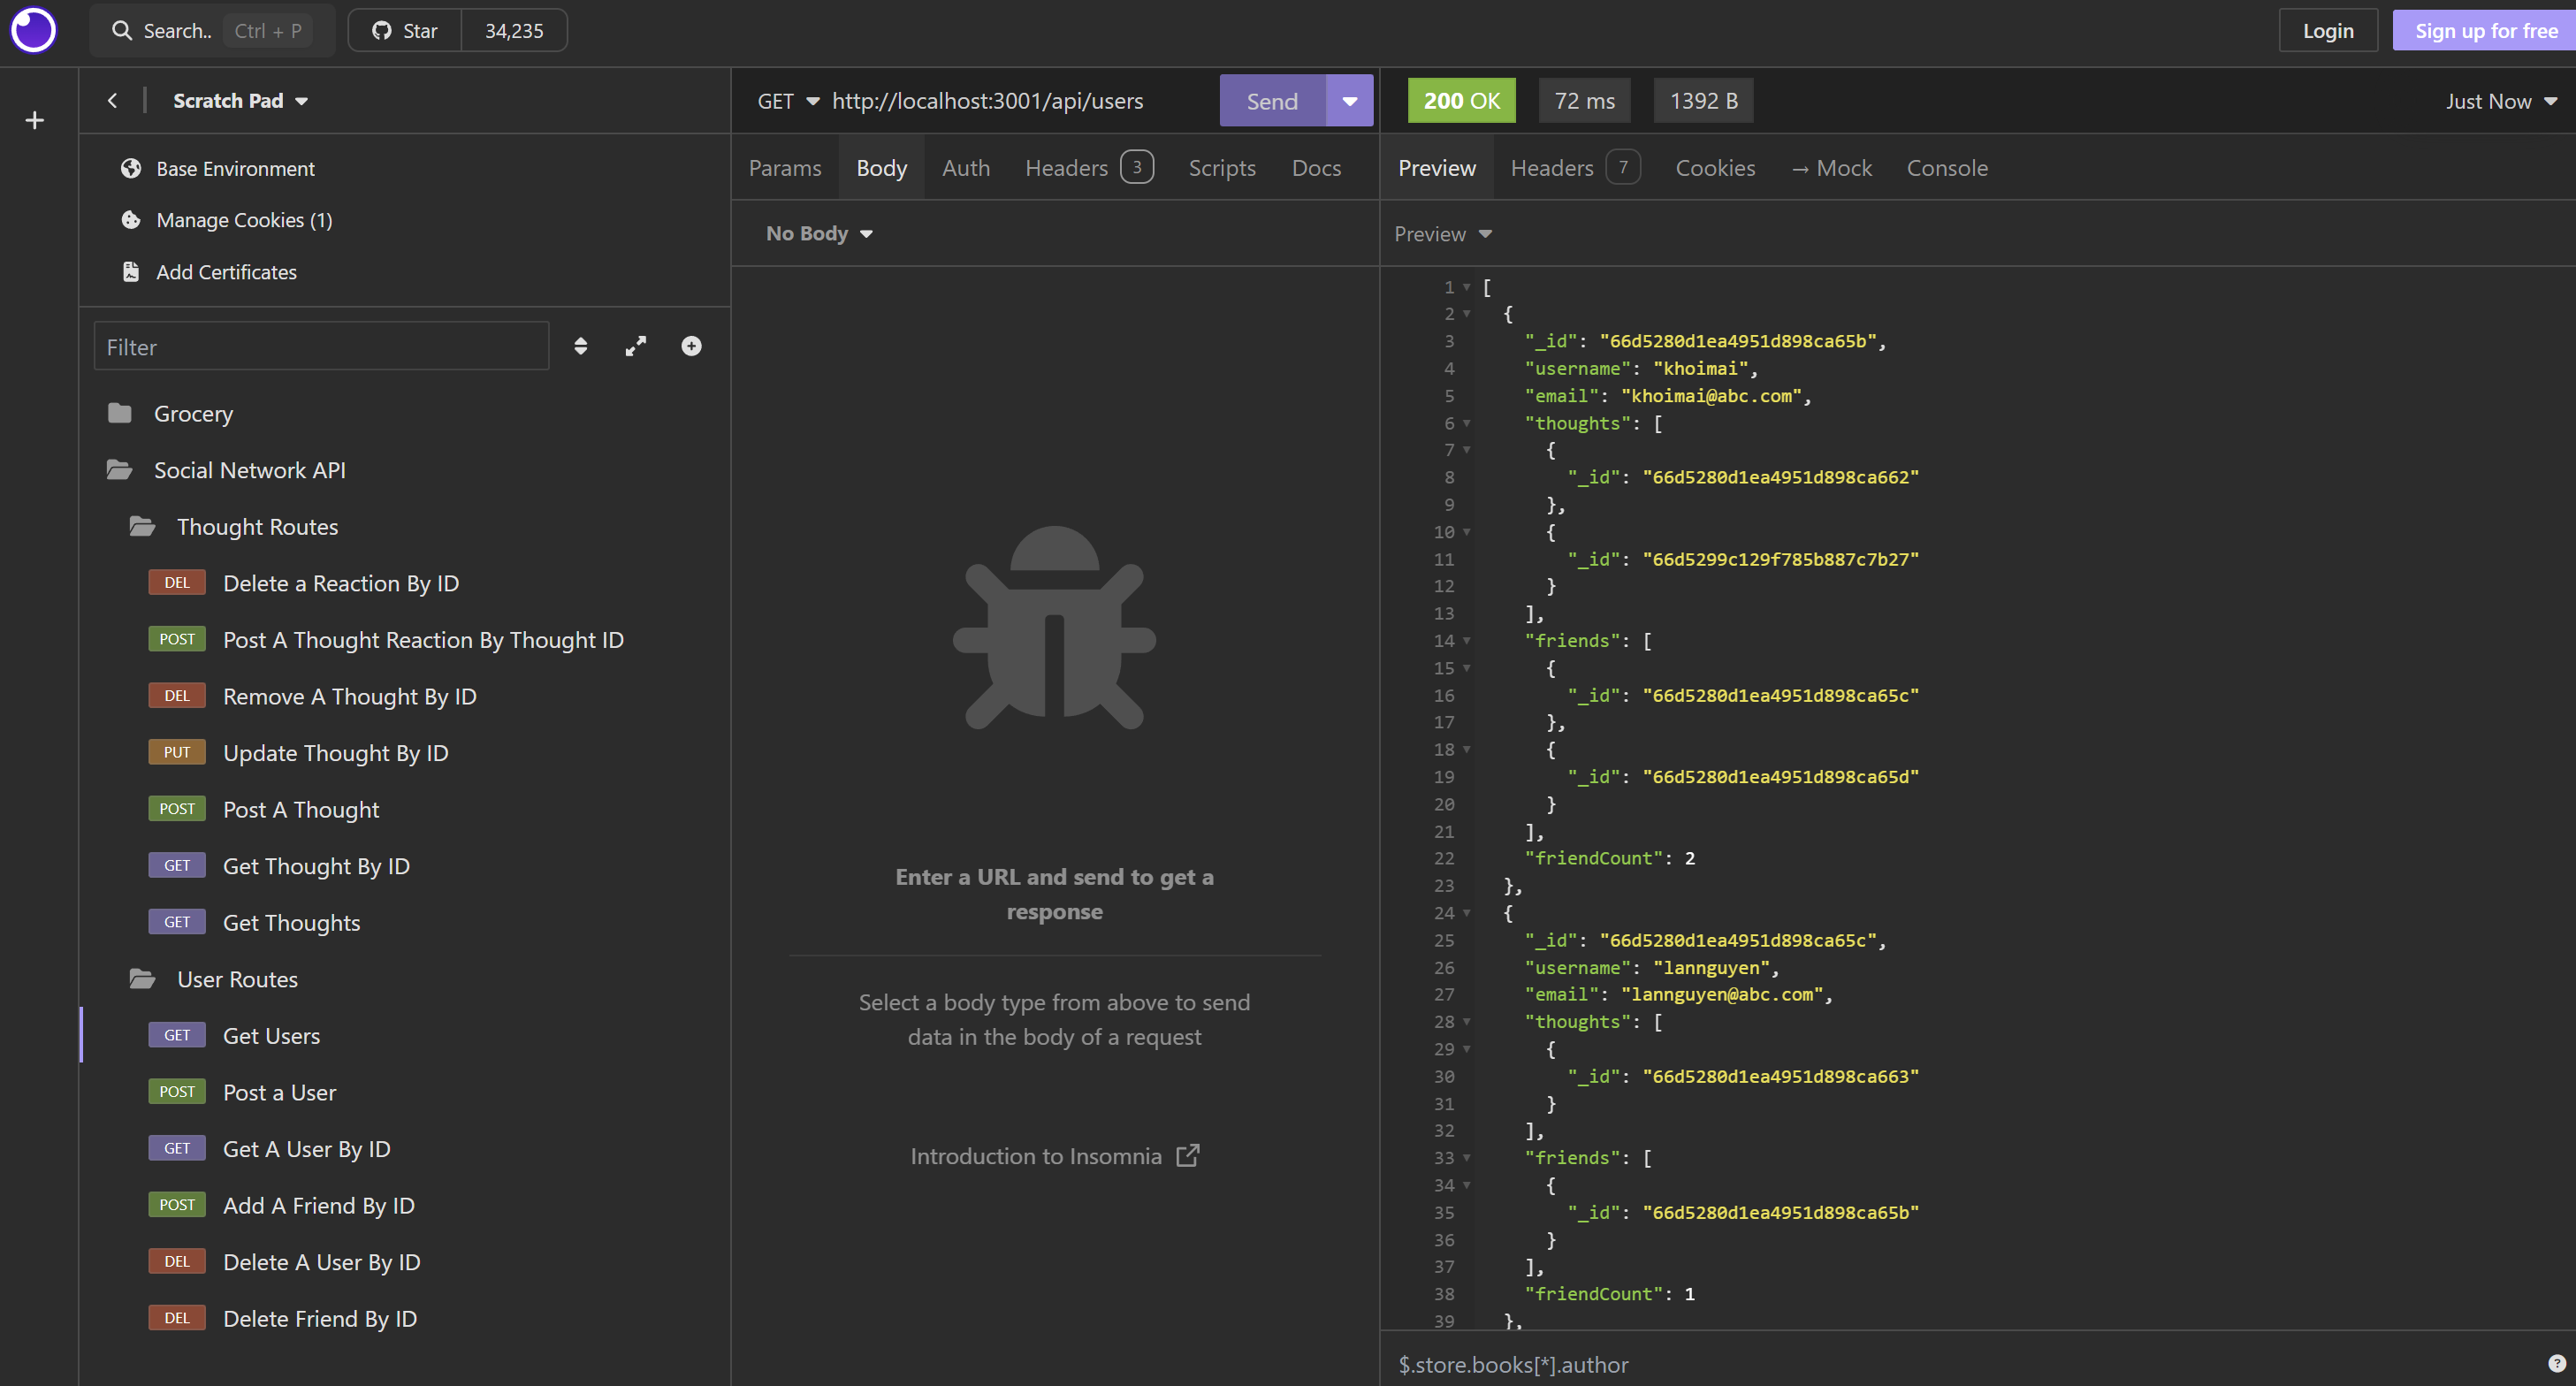 Search.. Ctrl + P Star 34,235 Login Sign up for free
Scratch Pad
Base Environment
Manage Cookies (1)
Add Certificates
Filter
Grocery
Social Network API
Thought Routes
DEL Delete a Reaction By ID
POST Post A Thought Reaction By Thought ID
DEL Remove A Thought By ID
PUT Update Thought By ID
POST Post A Thought
GET Get Thought By ID
GET Get Thoughts
User Routes
GET Get Users
POST Post a User
GET Get A User By ID
POST Add A Friend By ID
DEL Delete A User By ID
DEL Delete Friend By ID
GET http://localhost:3001/api/users Send
Params Body Auth Headers 3 Scripts Docs
No Body
Enter a URL and send to get a
response
Select a body type from above to send
data in the body of a request
Introduction to Insomnia
200 OK 72 ms 1392 B Just Now
Preview Headers 7 Cookies → Mock Console
Preview
1 [
2 {
3 "_id": "66d5280d1ea4951d898ca65b",
4 "username": "khoimai",
5 "email": "khoimai@abc.com",
6 "thoughts": [
7 {
8 "_id": "66d5280d1ea4951d898ca662"
9 },
10 {
11 "_id": "66d5299c129f785b887c7b27"
12 }
13 ],
14 "friends": [
15 {
16 "_id": "66d5280d1ea4951d898ca65c"
17 },
18 {
19 "_id": "66d5280d1ea4951d898ca65d"
20 }
21 ],
22 "friendCount": 2
23 },
24 {
25 "_id": "66d5280d1ea4951d898ca65c",
26 "username": "lannguyen",
27 "email": "lannguyen@abc.com",
28 "thoughts": [
29 {
30 "_id": "66d5280d1ea4951d898ca663"
31 }
32 ],
33 "friends": [
34 {
35 "_id": "66d5280d1ea4951d898ca65b"
36 }
37 ],
38 "friendCount": 1
39 },
$.store.books[*].author